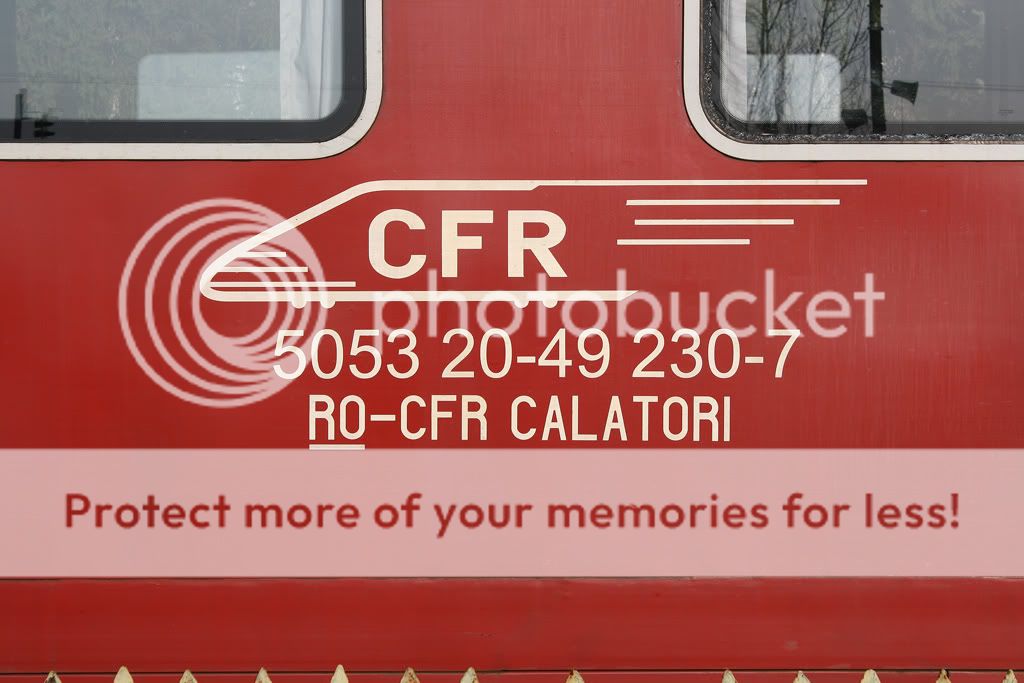 CFR
photobucket
5053 20-49 230-7
RO-CFR CALATORI
Protect more of your memories for less!